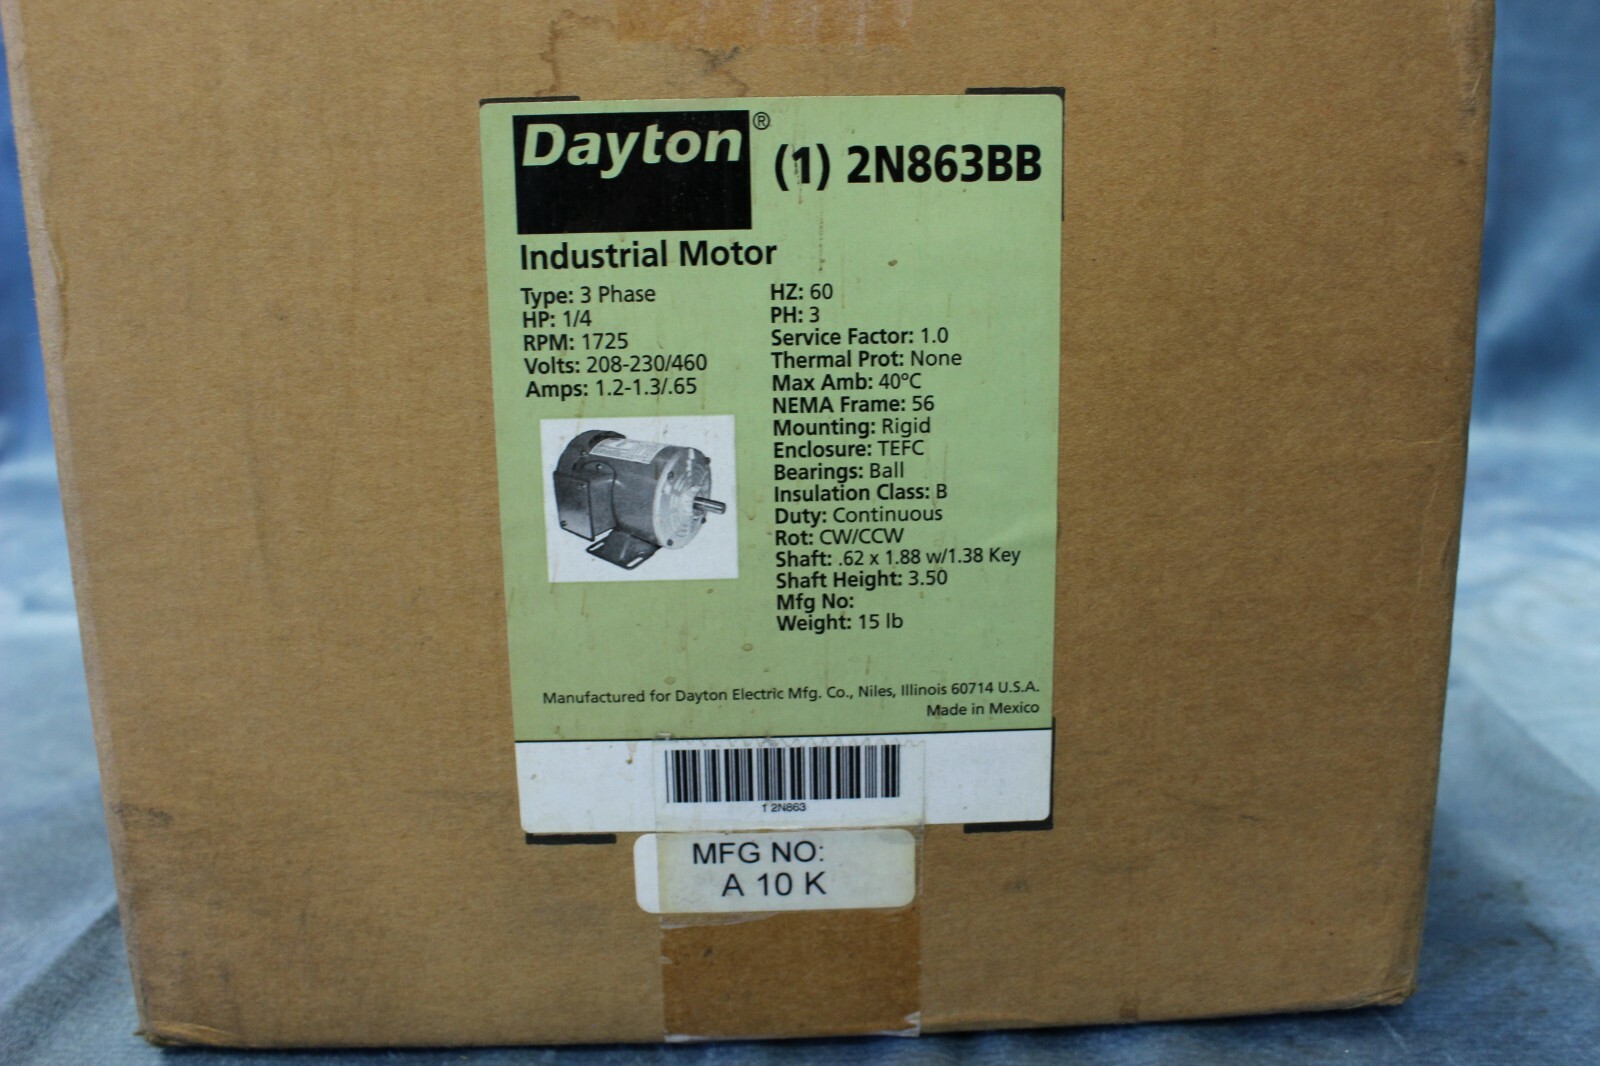 Dayton®
(1) 2N863BB
Industrial Motor
Type: 3 Phase
HP: 1/4
RPM: 1725
Volts: 208-230/460
Amps: 1.2-1.3/.65
HZ: 60
PH: 3
Service Factor: 1.0
Thermal Prot: None
Max Amb: 40°C
NEMA Frame: 56
Mounting: Rigid
Enclosure: TEFC
Bearings: Ball
Insulation Class: B
Duty: Continuous
Rot: CW/CCW
Shaft: .62 x 1.88 w/1.38 Key
Shaft Height: 3.50
Mfg No:
Weight: 15 lb
Manufactured for Dayton Electric Mfg. Co., Niles, Illinois 60714 U.S.A.
Made in Mexico
1 2N863
MFG NO:
A 10 K